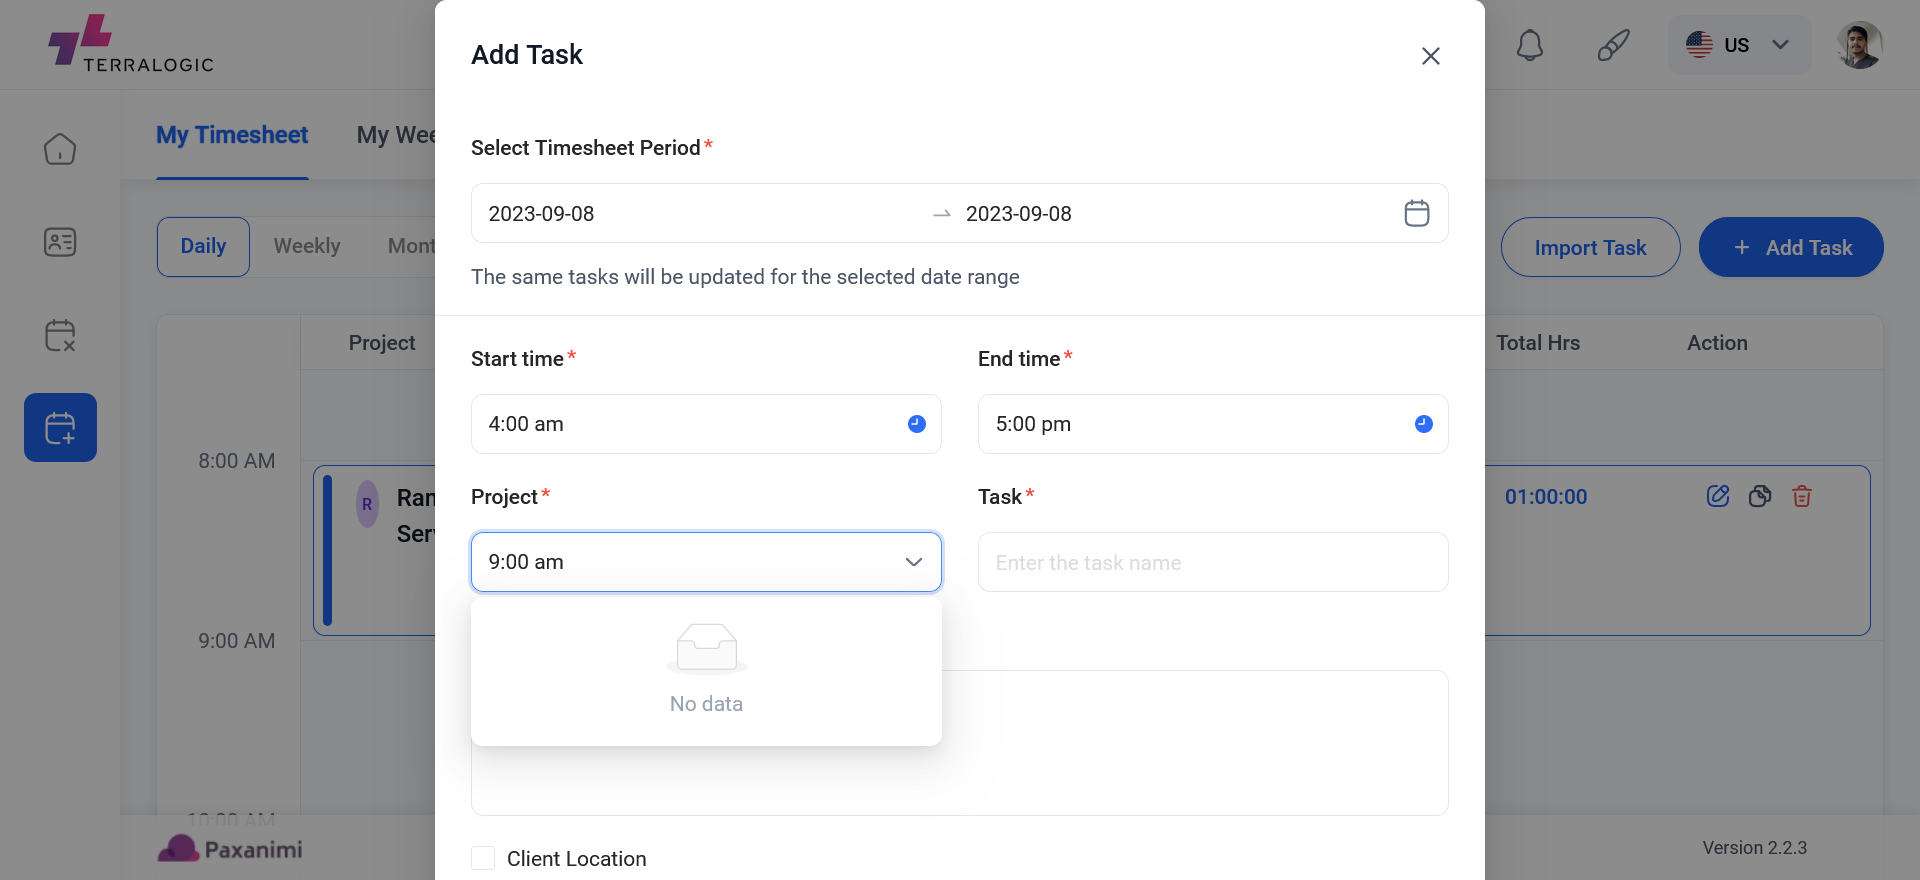 TERRALOGIC
Add Task
US
My Timesheet
My Wee
Select Timesheet Period*
2023-09-08
2023-09-08
Daily
Weekly
Mont
Import Task
+ Add Task
The same tasks will be updated for the selected date range
Project
Total Hrs
Action
Start time*
End time*
4:00 am
5:00 pm
8:00 AM
Project*
Task*
R
Ran
Ser
01:00:00
9:00 am
Enter the task name
9:00 AM
No data
10:00 AM
Paxanimi
Version 2.2.3
Client Location